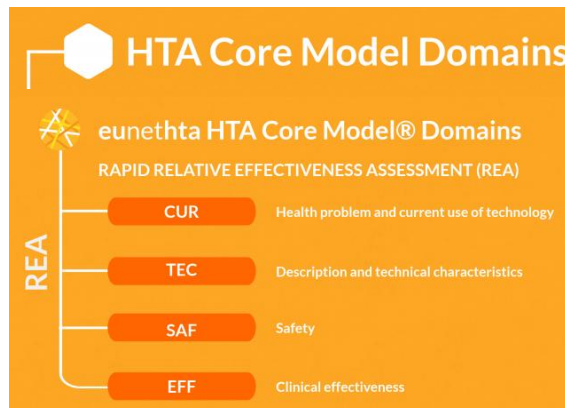 HTA Core Model Domains
eunethta HTA Core Model® Domains
RAPID RELATIVE EFFECTIVENESS ASSESSMENT (REA)
REA
CUR Health problem and current use of technology
TEC Description and technical characteristics
SAF Safety
EFF Clinical effectiveness